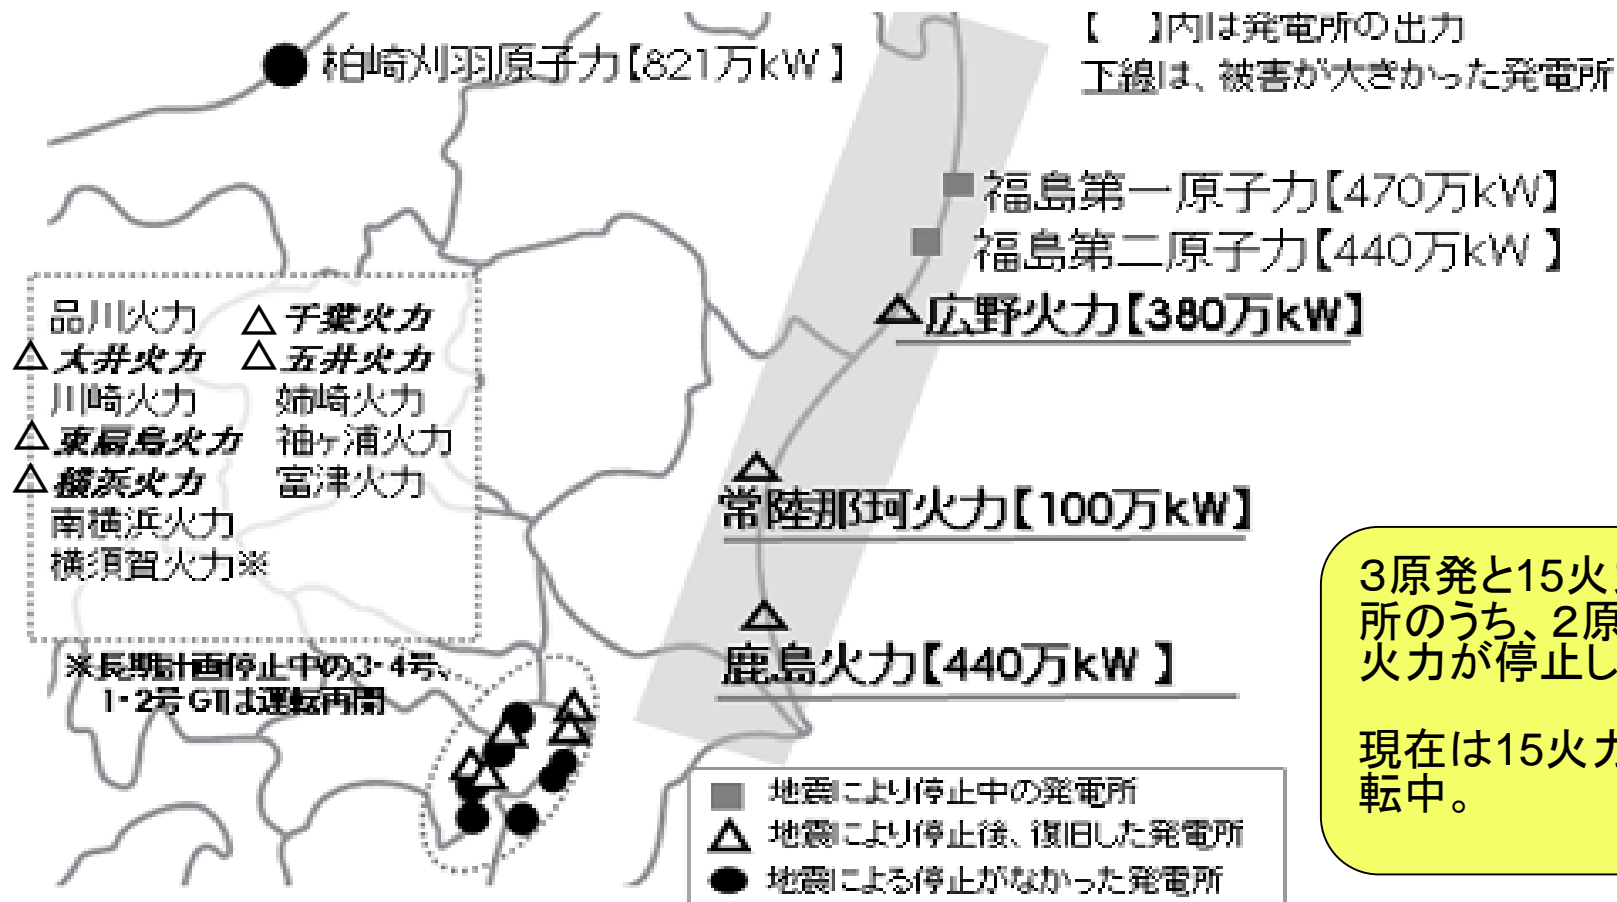 【　】内は発電所の出力
下線は、被害が大きかった発電所
柏崎刈羽原子力【821万kW】
福島第一原子力【470万kW】
福島第二原子力【440万kW】
広野火力【380万kW】
常陸那珂火力【100万kW】
鹿島火力【440万kW】
品川火力　△千葉火力
△大井火力　△五井火力
川崎火力　姉崎火力
△東扇島火力　袖ヶ浦火力
△横浜火力　富津火力
南横浜火力
横須賀火力※
※長期計画停止中の3・4号、
1・2号GTは運転再開
地震により停止中の発電所
地震により停止後、復旧した発電所
地震による停止がなかった発電所
3原発と15火
所のうち、2原
火力が停止し
現在は15火力
転中。